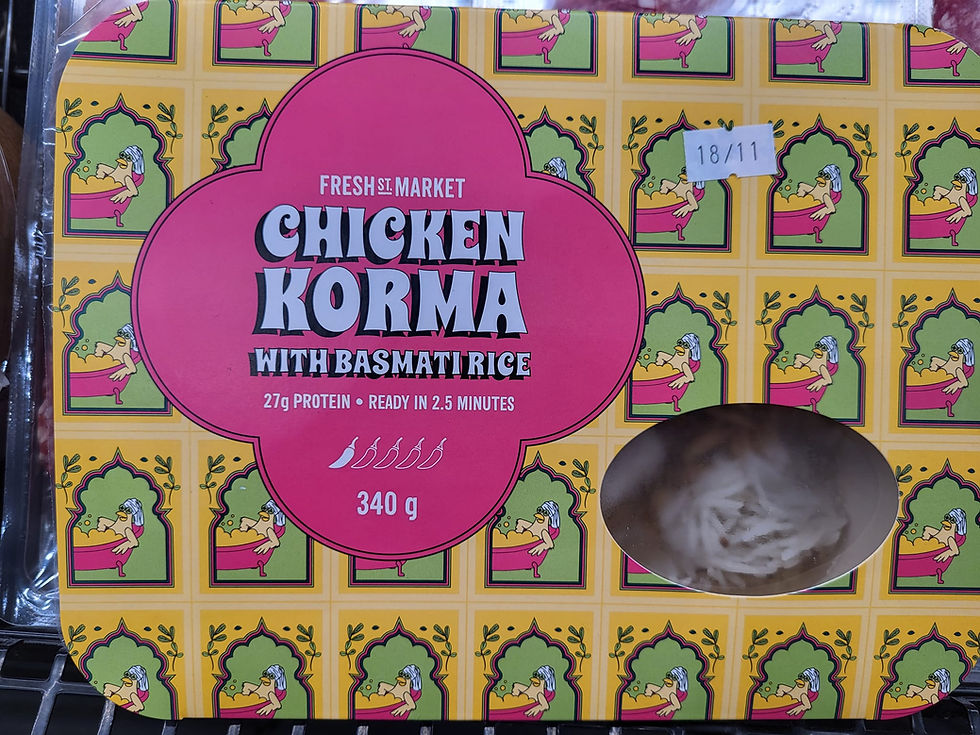 18/11
FRESH ST. MARKET
CHICKEN
KORMA
WITH BASMATI RICE
27g PROTEIN • READY IN 2.5 MINUTES
340 g